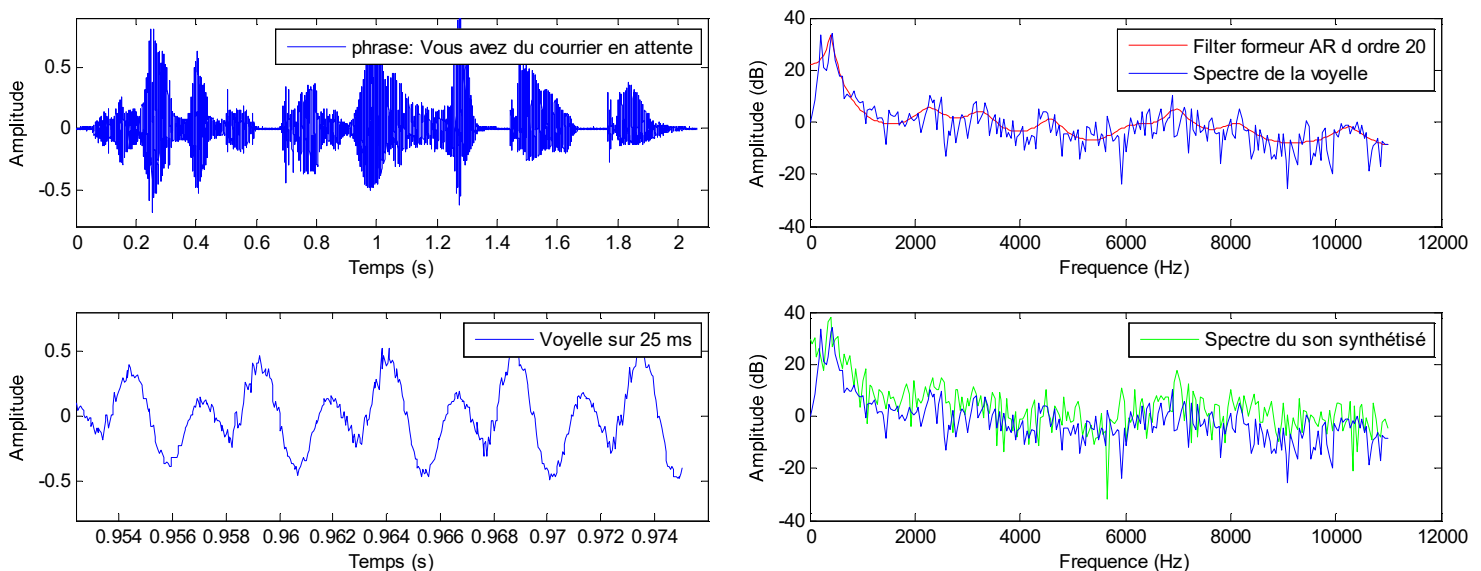 phrase: Vous avez du courrier en attente
0.5
0
-0.5
Amplitude
0 0.2 0.4 0.6 0.8 1 1.2 1.4 1.6 1.8 2
Temps (s)
Filter formeur AR d ordre 20
Spectre de la voyelle
40
20
0
-20
-40
Amplitude (dB)
0 2000 4000 6000 8000 10000 12000
Frequence (Hz)
Voyelle sur 25 ms
0.5
0
-0.5
Amplitude
0.954 0.956 0.958 0.96 0.962 0.964 0.966 0.968 0.97 0.972 0.974
Temps (s)
Spectre du son synthétisé
40
20
0
-20
-40
Amplitude (dB)
0 2000 4000 6000 8000 10000 12000
Frequence (Hz)